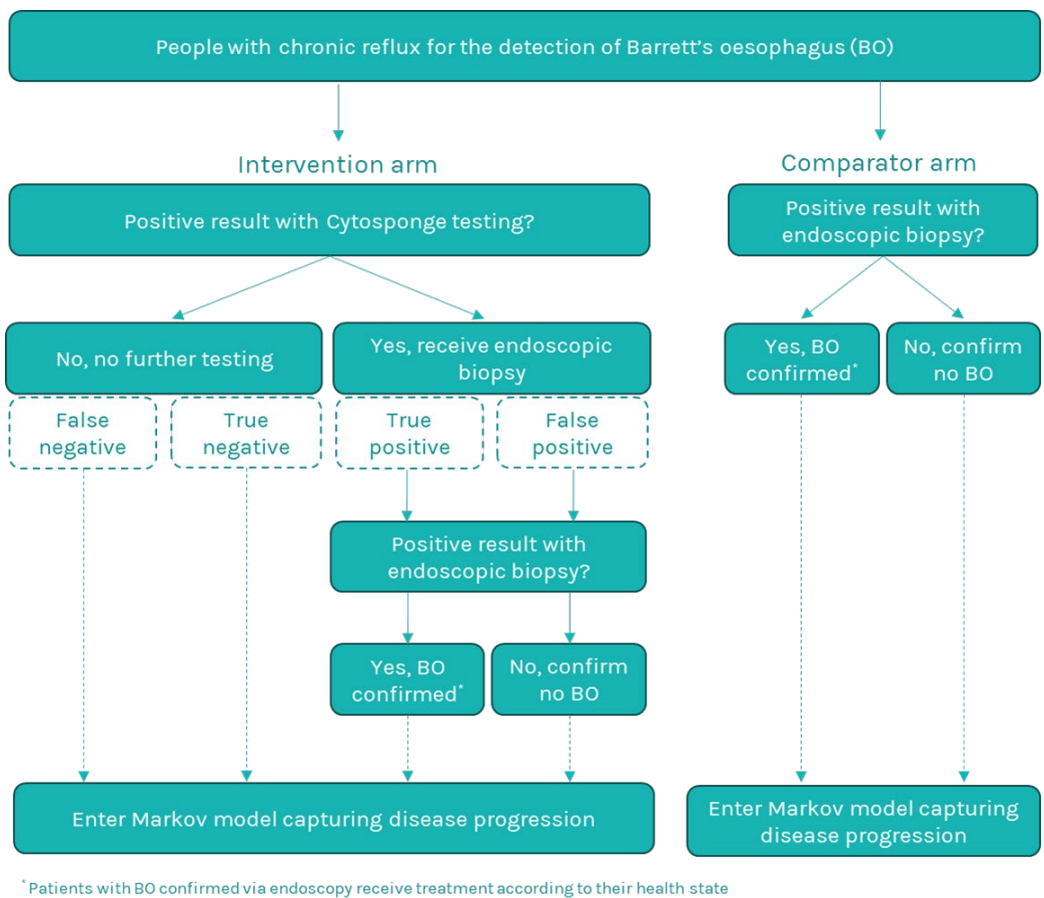 People with chronic reflux for the detection of Barrett's oesophagus (BO)
Intervention arm
Comparator arm
Positive result with Cytosponge testing?
Positive result with
endoscopic biopsy?
No, no further testing
Yes, receive endoscopic
biopsy
Yes, BO
confirmed*
No, confirm
no BO
False
negative
True
negative
True
positive
False
positive
Positive result with
endoscopic biopsy?
Yes, BO
confirmed*
No, confirm
no BO
Enter Markov model capturing disease progression
Enter Markov model capturing
disease progression
* Patients with BO confirmed via endoscopy receive treatment according to their health state